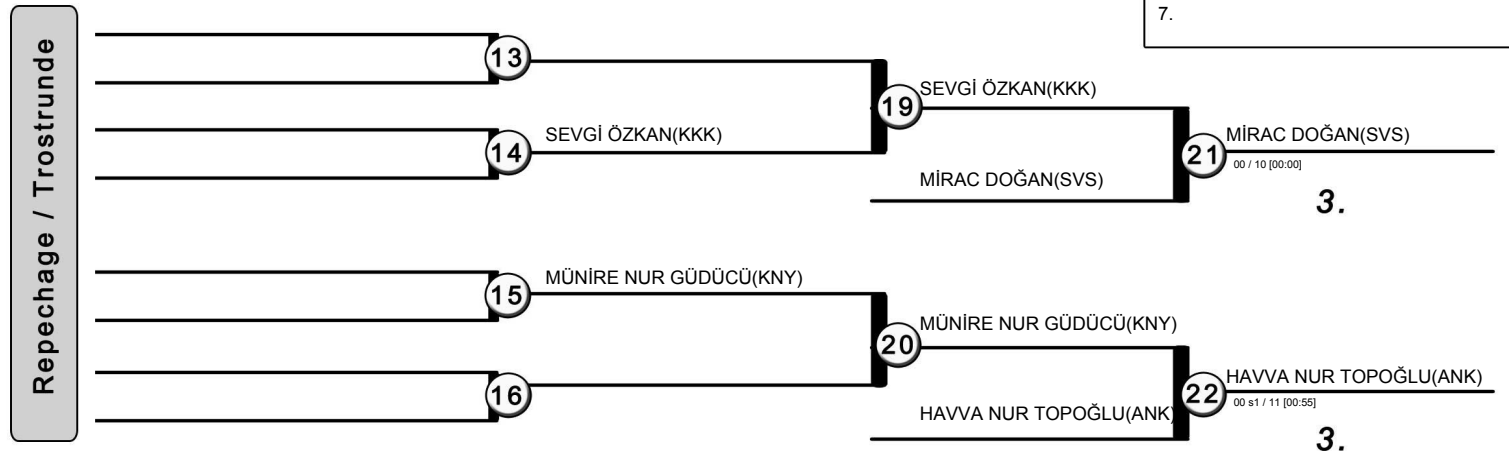 7.
Repechage / Trostrunde
13
14
SEVGİ ÖZKAN(KKK)
19
SEVGİ ÖZKAN(KKK)
MİRAC DOĞAN(SVS)
21
MİRAC DOĞAN(SVS)
00 / 10 [00:00]
3.
15
MÜNİRE NUR GÜDÜCÜ(KNY)
16
20
MÜNİRE NUR GÜDÜCÜ(KNY)
HAVVA NUR TOPOĞLU(ANK)
22
HAVVA NUR TOPOĞLU(ANK)
00 s1 / 11 [00:55]
3.